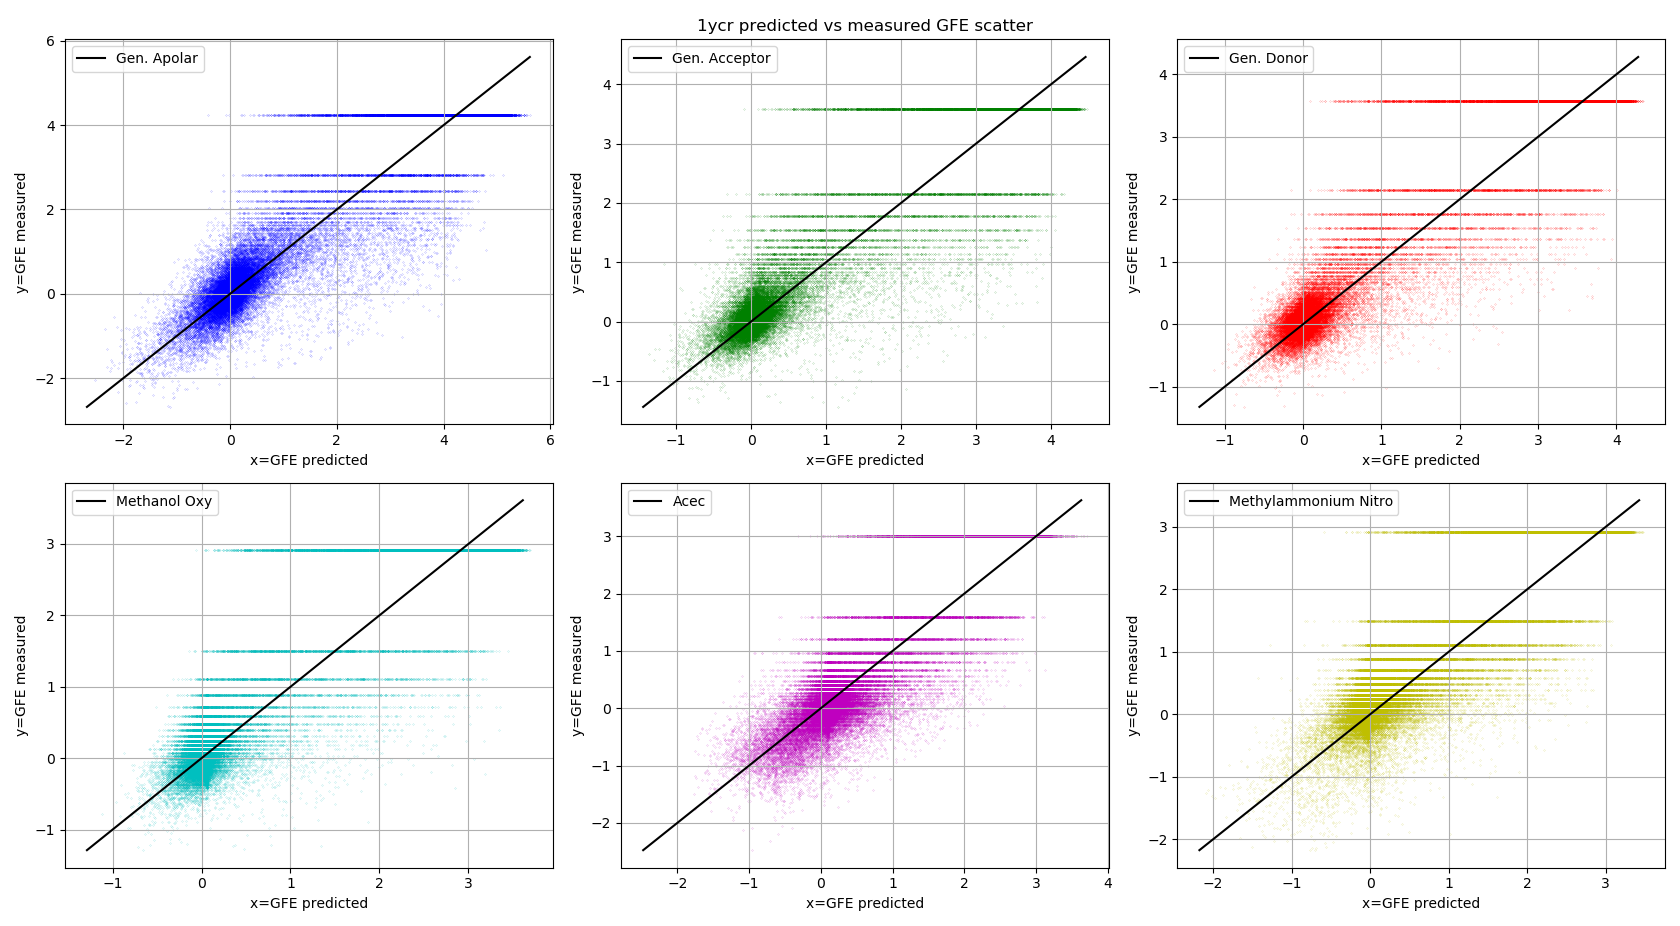 1ycr predicted vs measured GFE scatter
Gen. Apolar
6
4
2
0
−2
y=GFE measured
−2 0 2 4 6
x=GFE predicted
Gen. Acceptor
4
3
2
1
0
−1
y=GFE measured
−1 0 1 2 3 4
x=GFE predicted
Gen. Donor
4
3
2
1
0
−1
y=GFE measured
−1 0 1 2 3 4
x=GFE predicted
Methanol Oxy
3
2
1
0
−1
y=GFE measured
−1 0 1 2 3
x=GFE predicted
Acec
3
2
1
0
−1
−2
y=GFE measured
−2 −1 0 1 2 3 4
x=GFE predicted
Methylammonium Nitro
3
2
1
0
−1
−2
y=GFE measured
−2 −1 0 1 2 3
x=GFE predicted